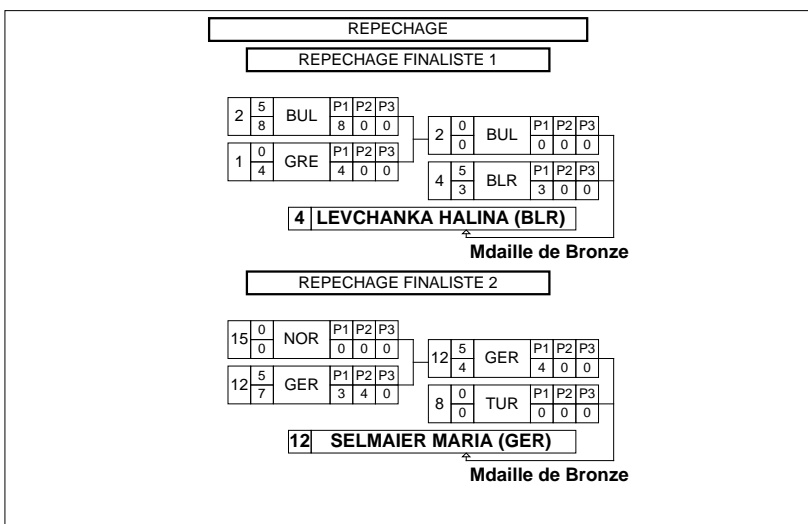 REPECHAGE
REPECHAGE FINALISTE 1
2 5 8 BUL P1 P2 P3 8 0 0
1 0 4 GRE P1 P2 P3 4 0 0
2 0 0 BUL P1 P2 P3 0 0 0
4 5 3 BLR P1 P2 P3 3 0 0
4 LEVCHANKA HALINA (BLR)
Mdaille de Bronze
REPECHAGE FINALISTE 2
15 0 0 NOR P1 P2 P3 0 0 0
12 5 7 GER P1 P2 P3 3 4 0
12 5 4 GER P1 P2 P3 4 0 0
8 0 0 TUR P1 P2 P3 0 0 0
12 SELMAIER MARIA (GER)
Mdaille de Bronze